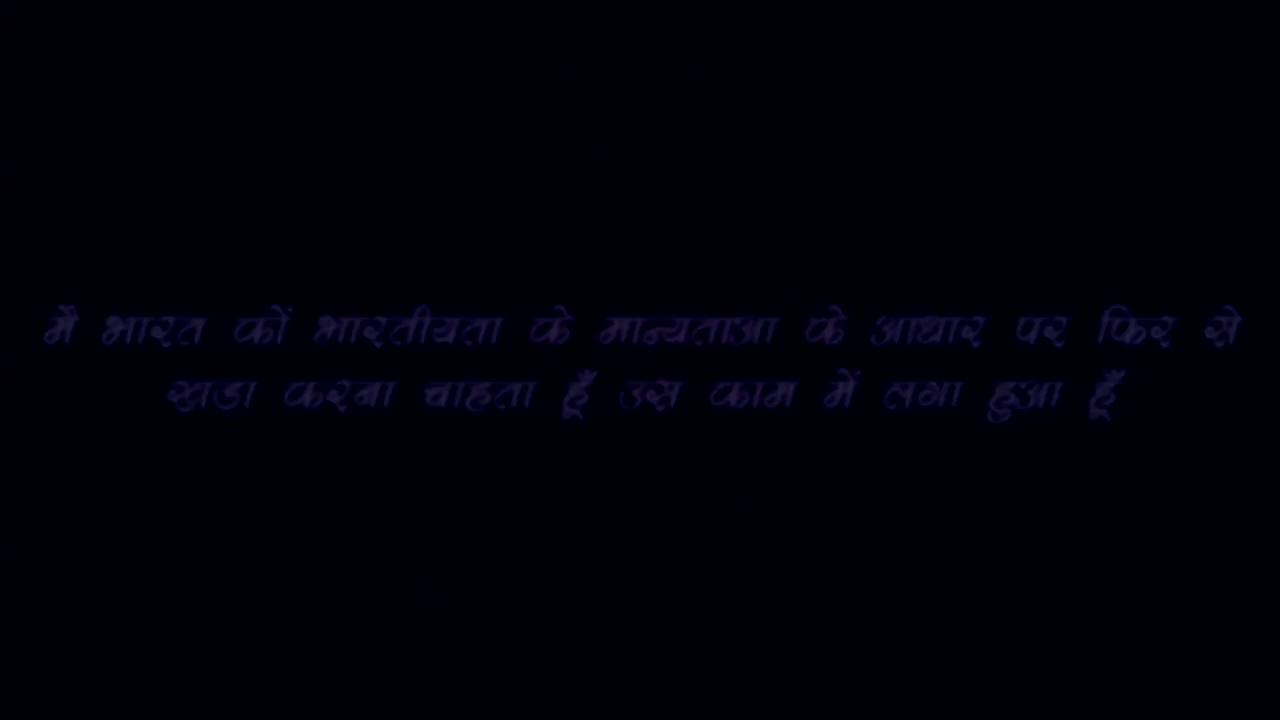 मै भारत कों भारतीयता के मान्यताआ के आधार पर फिर से
खडा करना चाहता हूँ उस काम में लगा हुआ हूँ